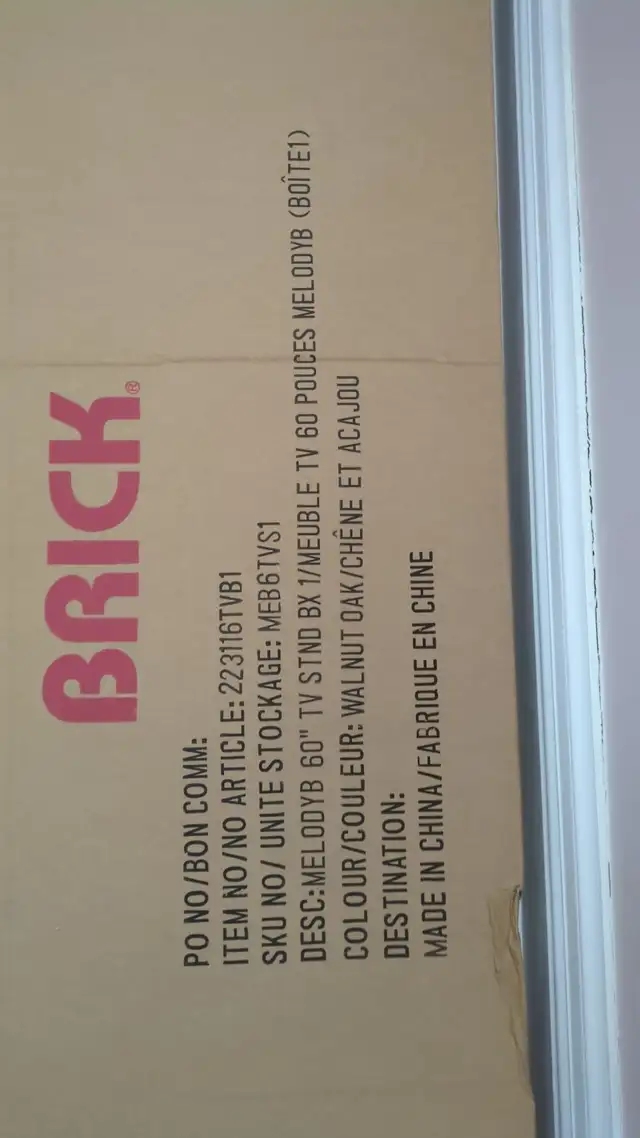 BRICK®
PO NO/BON COMM:
ITEM NO/NO ARTICLE: 223116TVB1
SKU NO/ UNITE STOCKAGE: MEB6TVS1
DESC:MELODYB 60" TV STND BX 1/MEUBLE TV 60 POUCES MELODYB (BOÎTE1)
COLOUR/COULEUR: WALNUT OAK/CHÊNE ET ACAJOU
DESTINATION:
MADE IN CHINA/FABRIQUE EN CHINE